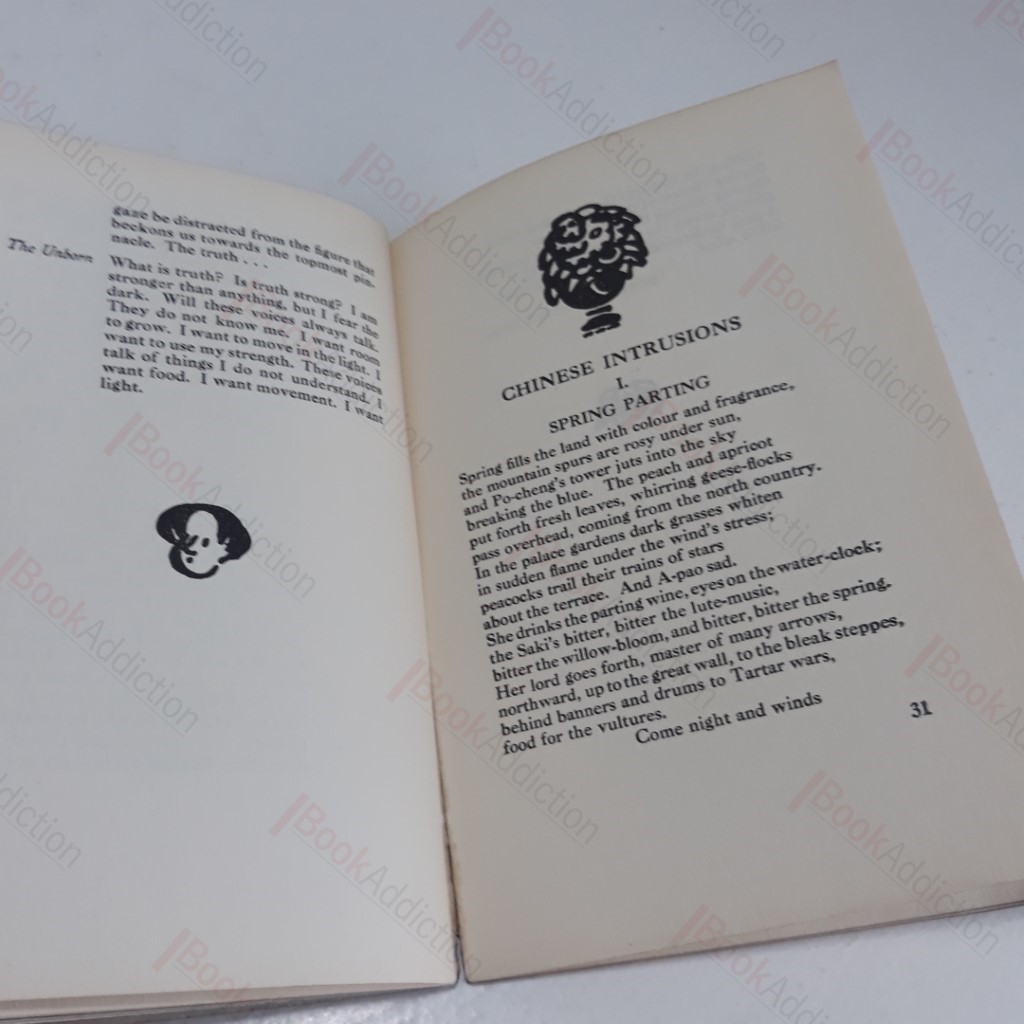 gaze be distracted from the figure that
beckons us towards the topmost pin-
nacle. The truth . . .
The Unborn What is truth? Is truth strong? I am
stronger than anything, but I fear the
dark. Will these voices always talk.
They do not know me. I want room
to grow. I want to move in the light. I
want to use my strength. These voices
talk of things I do not understand. I
want food. I want movement. I want
light.
CHINESE INTRUSIONS
I.
SPRING PARTING
Spring fills the land with colour and fragrance,
the mountain spurs are rosy under sun,
and Po-cheng's tower juts into the sky
breaking the blue. The peach and apricot
put forth fresh leaves, whirring geese-flocks
pass overhead, coming from the north country.
In the palace gardens dark grasses whiten
in sudden flame under the wind's stress;
peacocks trail their trains of stars
about the terrace. And A-pao sad.
She drinks the parting wine, eyes on the water-clock;
the Saki's bitter, bitter the lute-music,
bitter the willow-bloom, and bitter, bitter the spring.
Her lord goes forth, master of many arrows,
northward, up to the great wall, to the bleak steppes,
behind banners and drums to Tartar wars,
food for the vultures.
Come night and winds
31
BookAddiction